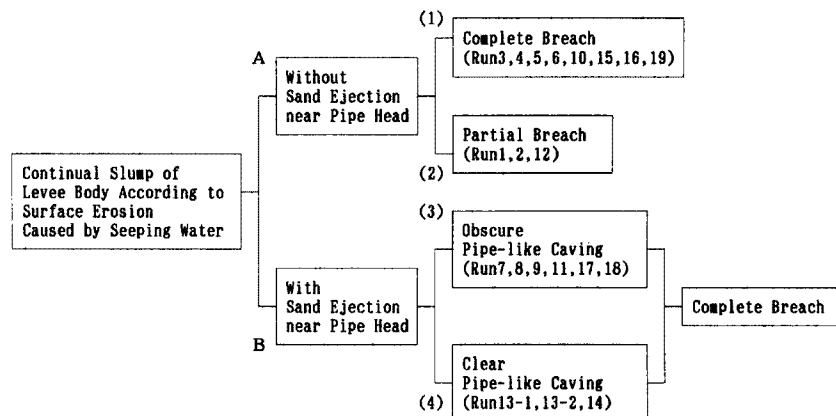 Continual Slump of
Levee Body According to
Surface Erosion
Caused by Seeping Water
A
Without
Sand Ejection
near Pipe Head
(1)
Complete Breach
(Run3,4,5,6,10,15,16,19)
Partial Breach
(Run1,2,12)
(2)
With
Sand Ejection
near Pipe Head
B
(3)
Obscure
Pipe-like Caving
(Run7,8,9,11,17,18)
Clear
Pipe-like Caving
(Run13-1,13-2,14)
(4)
Complete Breach